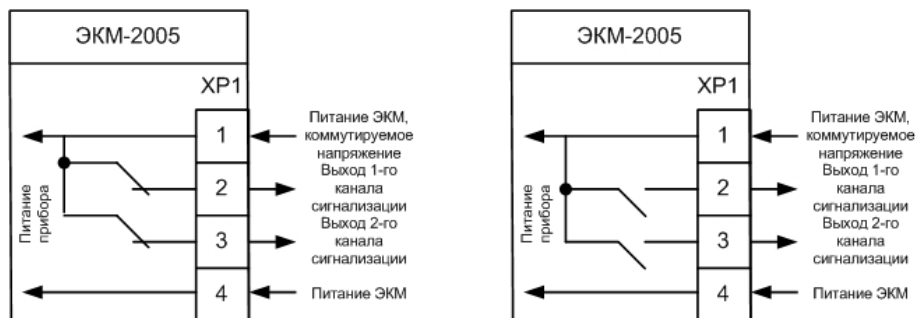 ЭКМ-2005
XP1
1
Питание ЭКМ,
коммутируемое
напряжение
2
Выход 1-го
канала
сигнализации
3
Выход 2-го
канала
сигнализации
4
Питание ЭКМ
Питание
прибора
ЭКМ-2005
XP1
1
Питание ЭКМ,
коммутируемое
напряжение
2
Выход 1-го
канала
сигнализации
3
Выход 2-го
канала
сигнализации
4
Питание ЭКМ
Питание
прибора